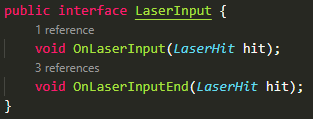 public interface LaserInput {
1 reference
void OnLaserInput(LaserHit hit);
3 references
void OnLaserInputEnd(LaserHit hit);
}